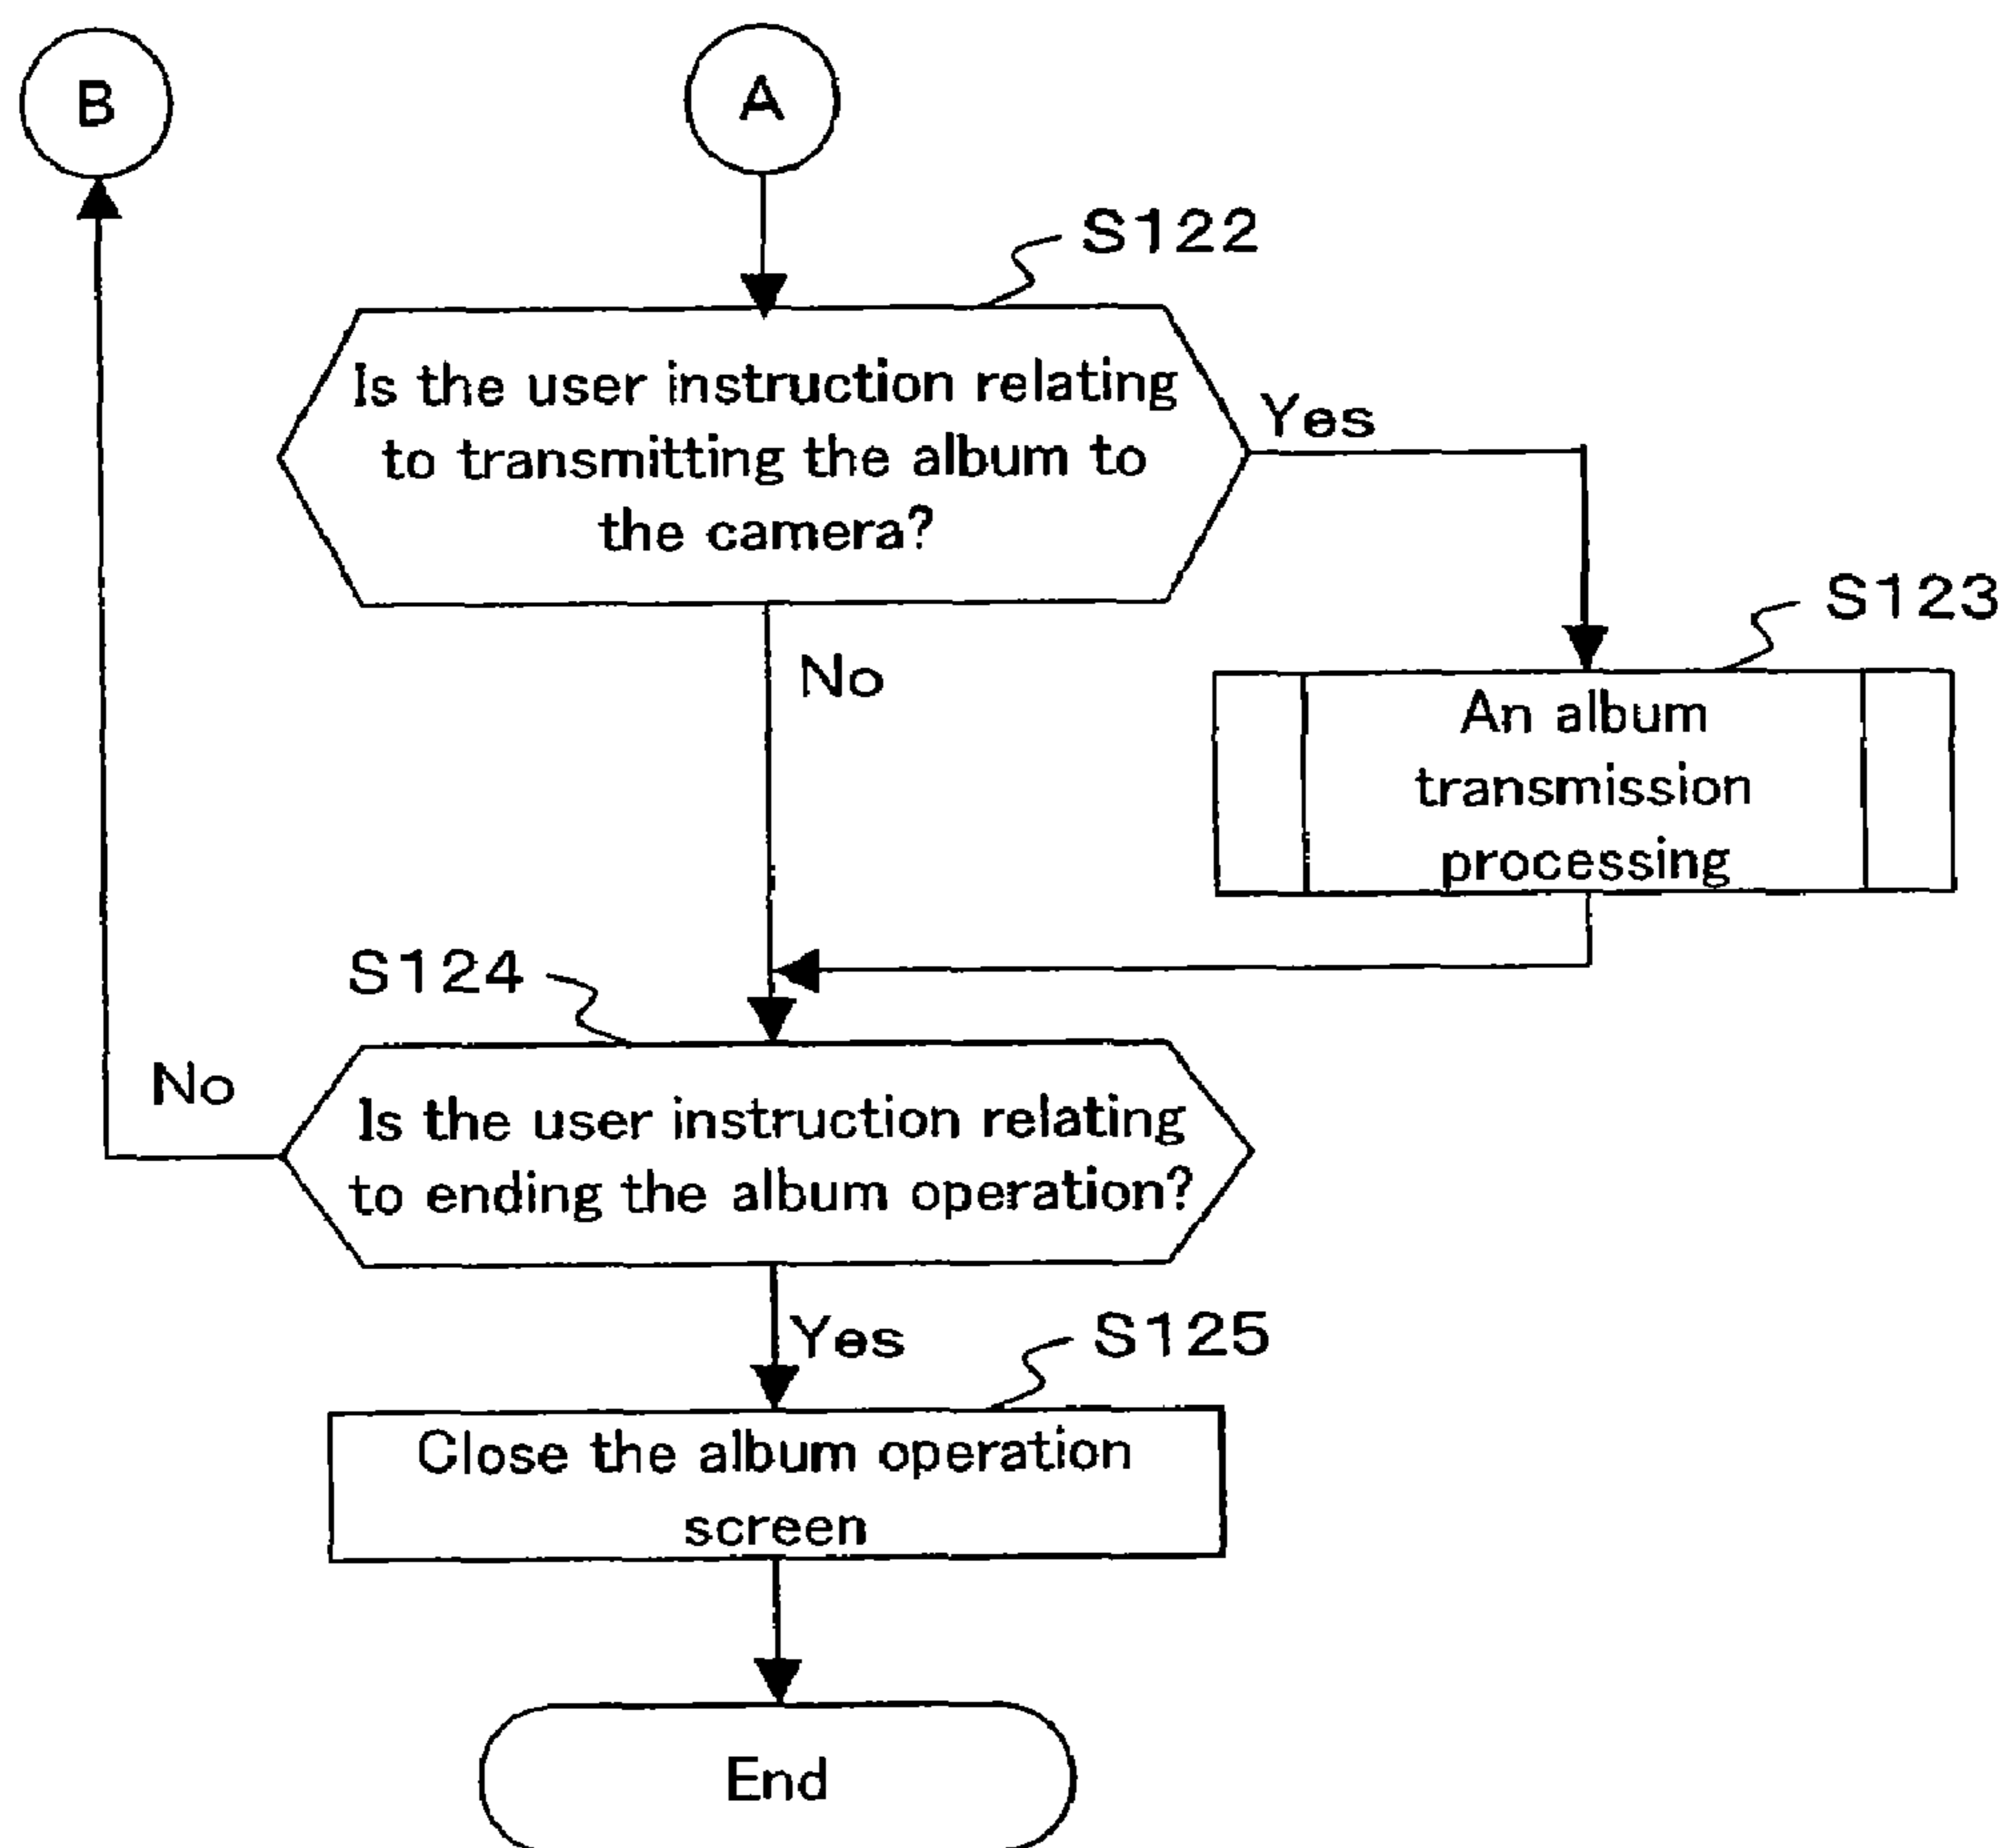 B
A
S122
Is the user instruction relating
to transmitting the album to
the camera?
Yes
No
S123
An album
transmission
processing
S124
No
Is the user instruction relating
to ending the album operation?
Yes
S125
Close the album operation
screen
End